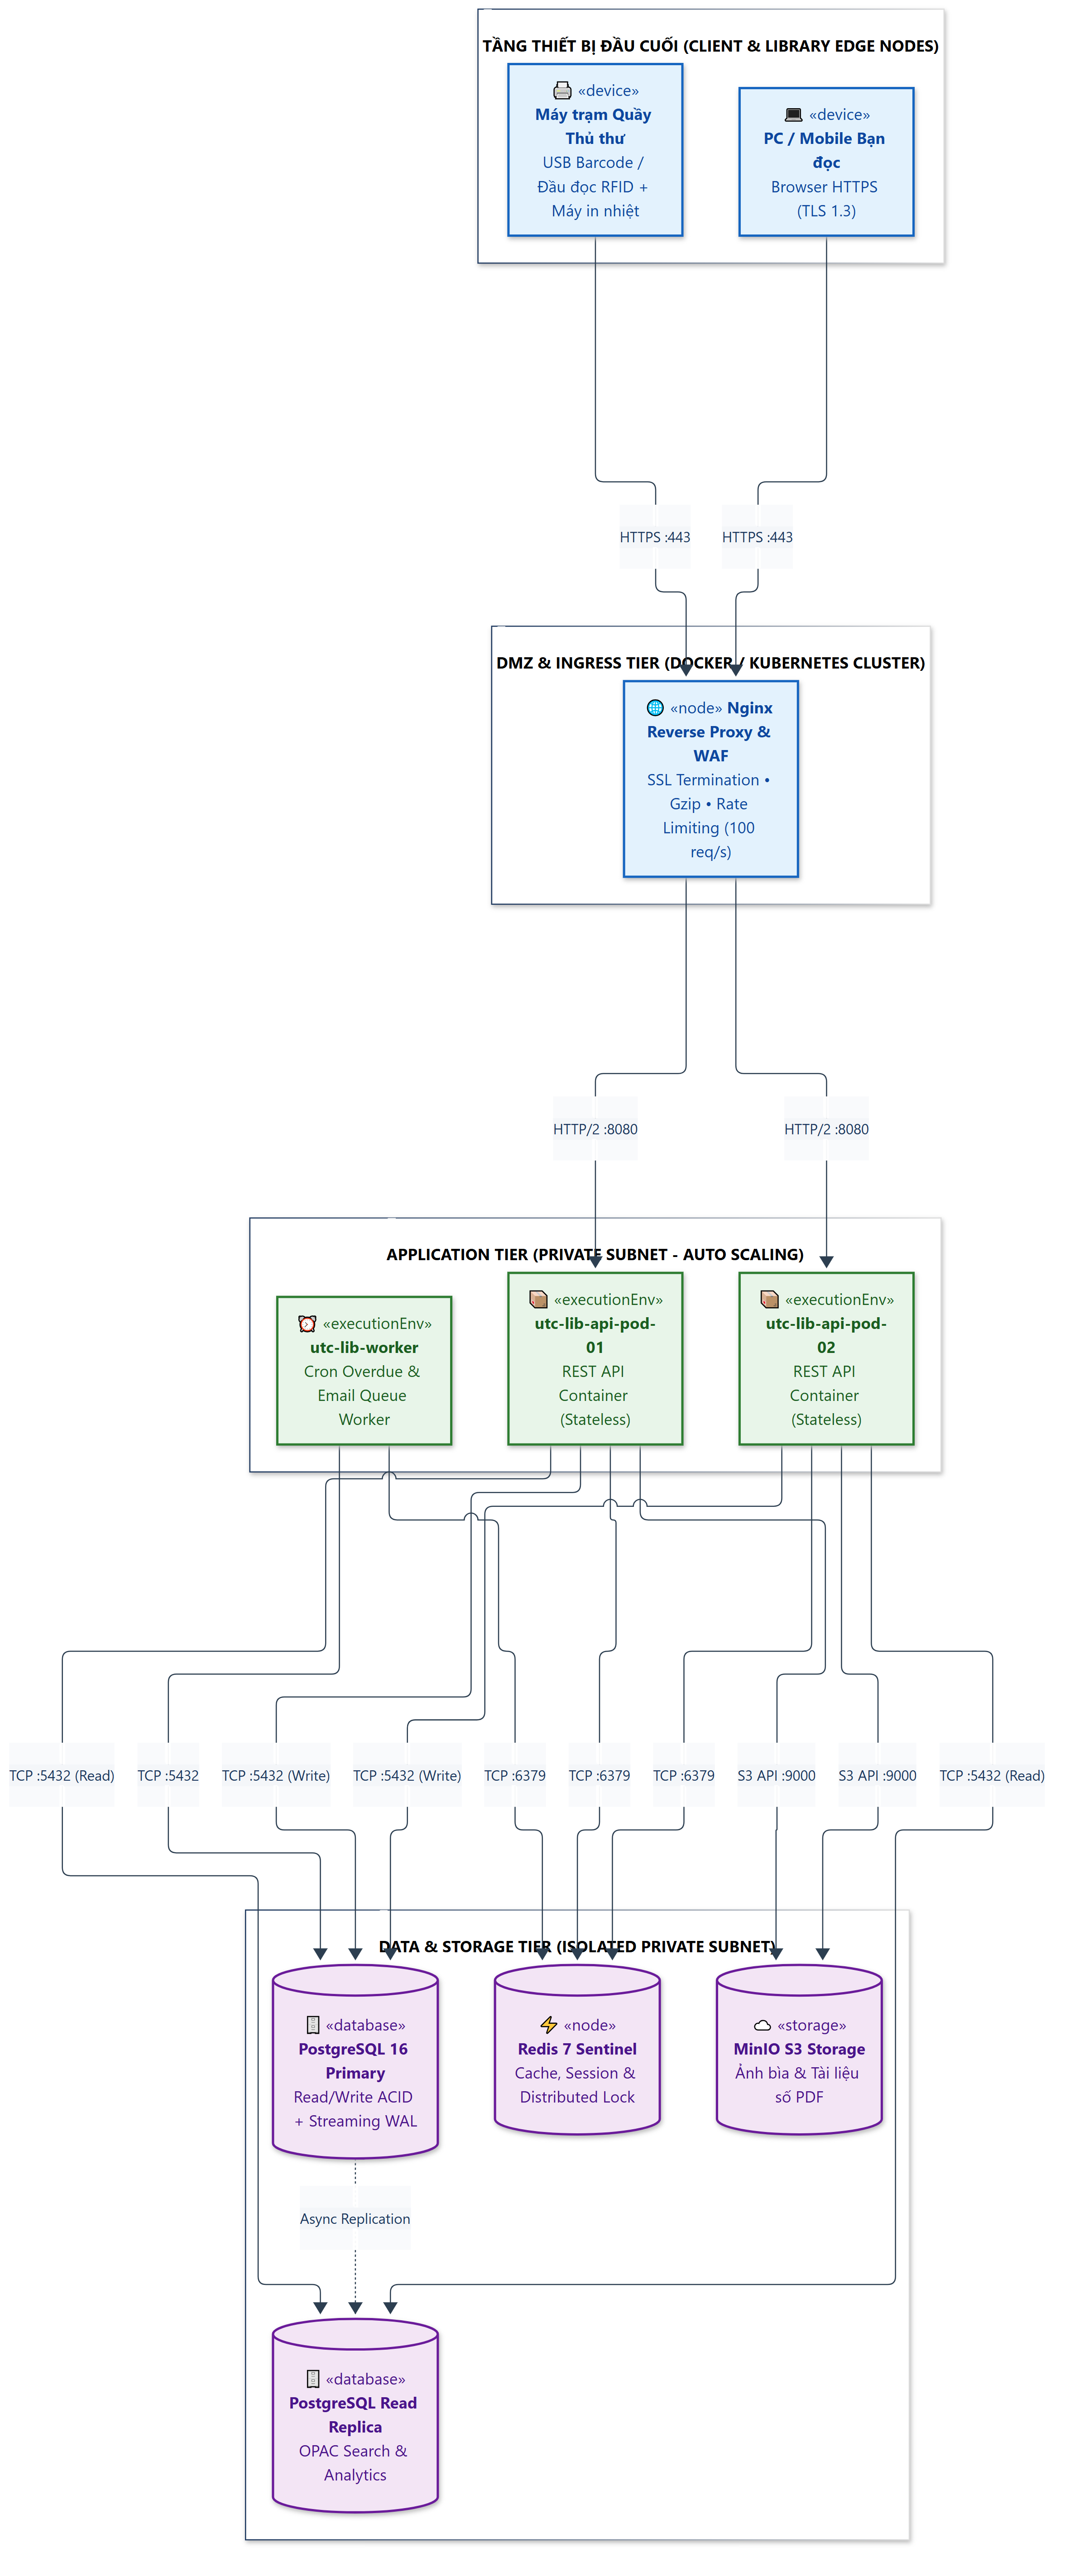 TẦNG THIẾT BỊ ĐẦU CUỐI (CLIENT & LIBRARY EDGE NODES)
«device»
Máy trạm Quầy
Thủ thư
USB Barcode /
Đầu đọc RFID +
Máy in nhiệt
«device»
PC / Mobile Bạn
đọc
Browser HTTPS
(TLS 1.3)
HTTPS :443
HTTPS :443
DMZ & INGRESS TIER (DOCKER / KUBERNETES CLUSTER)
«node» Nginx
Reverse Proxy &
WAF
SSL Termination •
Gzip • Rate
Limiting (100
req/s)
HTTP/2 :8080
HTTP/2 :8080
APPLICATION TIER (PRIVATE SUBNET - AUTO SCALING)
«executionEnv»
utc-lib-worker
Cron Overdue &
Email Queue
Worker
«executionEnv»
utc-lib-api-pod-
01
REST API
Container
(Stateless)
«executionEnv»
utc-lib-api-pod-
02
REST API
Container
(Stateless)
TCP :5432 (Read)
TCP :5432
TCP :5432 (Write)
TCP :5432 (Write)
TCP :6379
TCP :6379
TCP :6379
S3 API :9000
S3 API :9000
TCP :5432 (Read)
DATA & STORAGE TIER (ISOLATED PRIVATE SUBNET)
«database»
PostgreSQL 16
Primary
Read/Write ACID
+ Streaming WAL
«node»
Redis 7 Sentinel
Cache, Session &
Distributed Lock
«storage»
MinIO S3 Storage
Ảnh bìa & Tài liệu
số PDF
Async Replication
«database»
PostgreSQL Read
Replica
OPAC Search &
Analytics